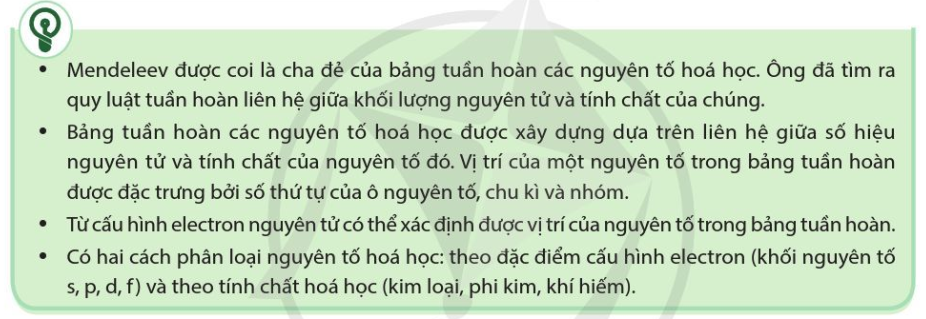 • Mendeleev được coi là cha đẻ của bảng tuần hoàn các nguyên tố hoá học. Ông đã tìm ra
quy luật tuần hoàn liên hệ giữa khối lượng nguyên tử và tính chất của chúng.
• Bảng tuần hoàn các nguyên tố hoá học được xây dựng dựa trên liên hệ giữa số hiệu
nguyên tử và tính chất của nguyên tố đó. Vị trí của một nguyên tố trong bảng tuần hoàn
được đặc trưng bởi số thứ tự của ô nguyên tố, chu kì và nhóm.
• Từ cấu hình electron nguyên tử có thể xác định được vị trí của nguyên tố trong bảng tuần hoàn.
• Có hai cách phân loại nguyên tố hoá học: theo đặc điểm cấu hình electron (khối nguyên tố
s, p, d, f) và theo tính chất hoá học (kim loại, phi kim, khí hiếm).